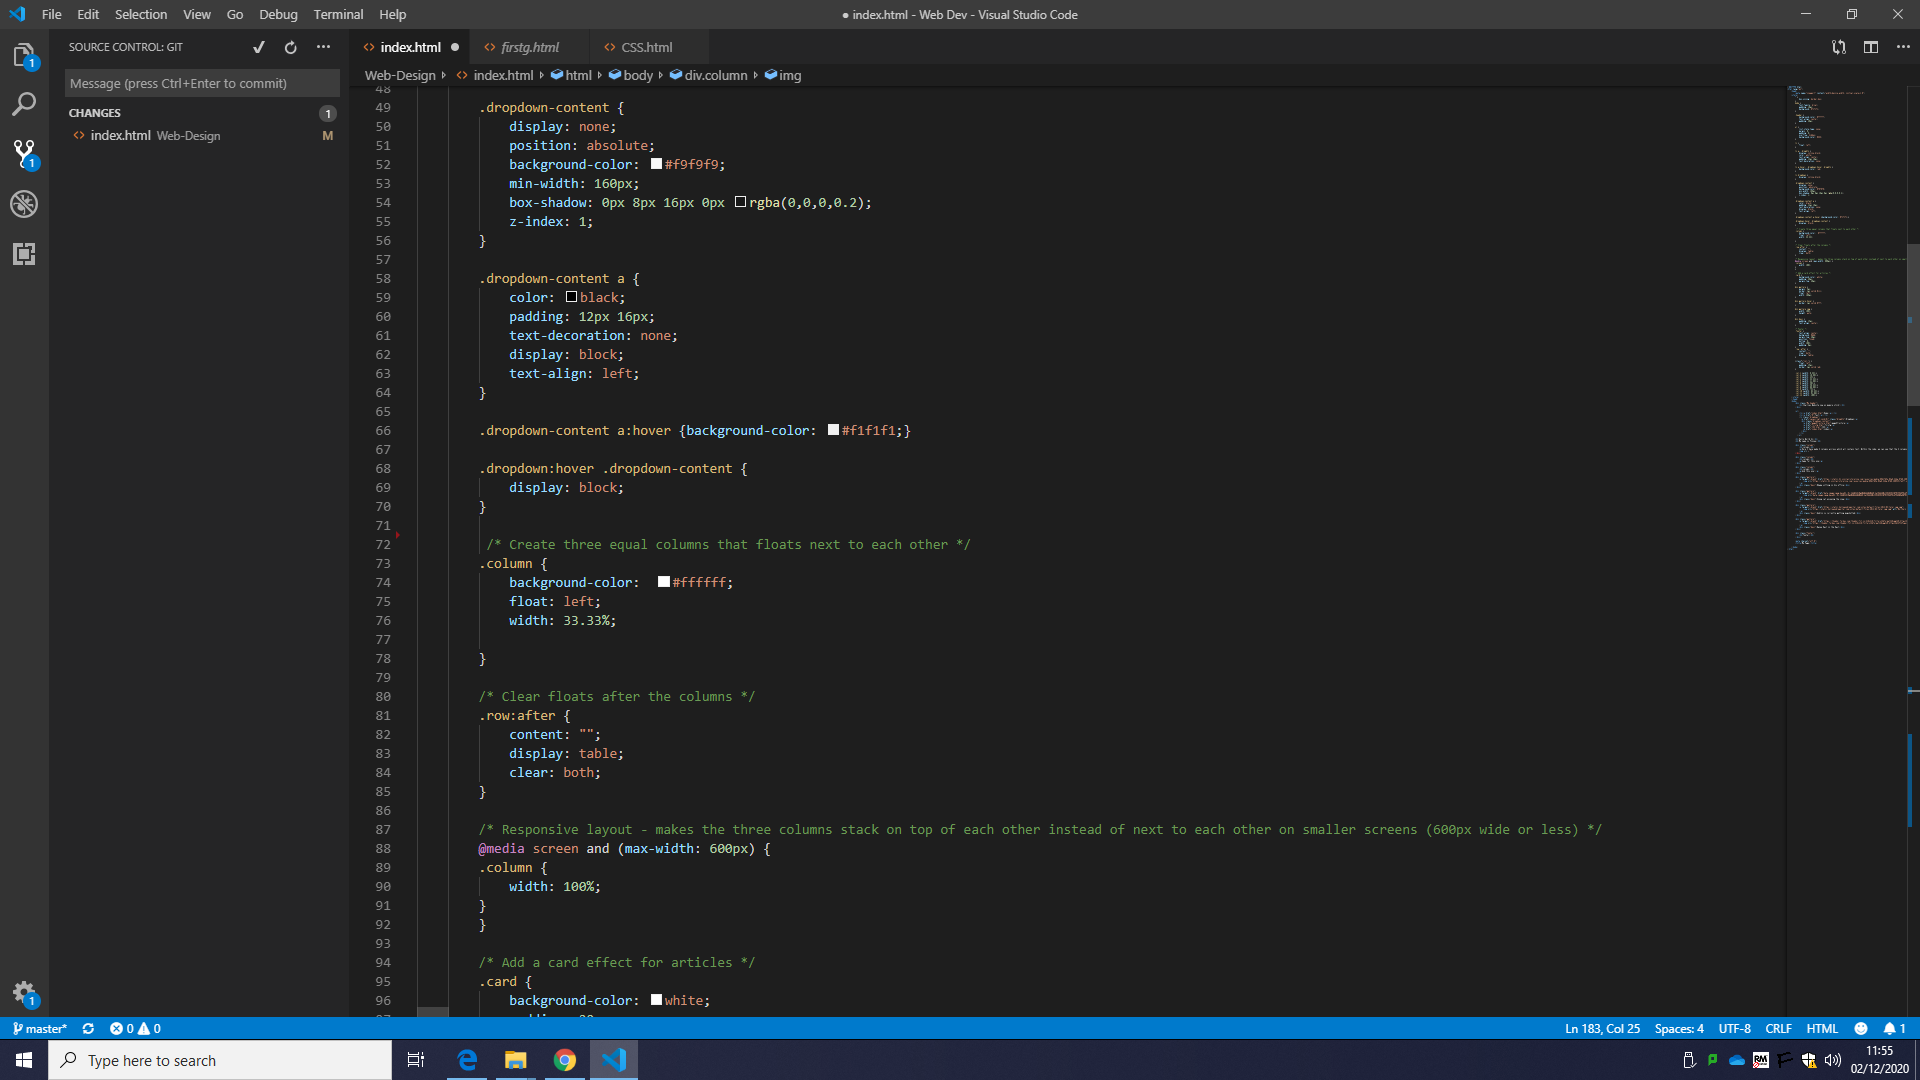 File Edit Selection View Go Debug Terminal Help
● index.html - Web Dev - Visual Studio Code
SOURCE CONTROL: GIT
Message (press Ctrl+Enter to commit)
CHANGES 1
index.html Web-Design M
1
1
1
index.html firstg.html CSS.html
Web-Design index.html html body div.column img
48
49 .dropdown-content {
50 display: none;
51 position: absolute;
52 background-color: #f9f9f9;
53 min-width: 160px;
54 box-shadow: 0px 8px 16px 0px rgba(0,0,0,0.2);
55 z-index: 1;
56 }
57
58 .dropdown-content a {
59 color: black;
60 padding: 12px 16px;
61 text-decoration: none;
62 display: block;
63 text-align: left;
64 }
65
66 .dropdown-content a:hover {background-color: #f1f1f1;}
67
68 .dropdown:hover .dropdown-content {
69 display: block;
70 }
71
72 /* Create three equal columns that floats next to each other */
73 .column {
74 background-color: #ffffff;
75 float: left;
76 width: 33.33%;
77
78 }
79
80 /* Clear floats after the columns */
81 .row:after {
82 content: "";
83 display: table;
84 clear: both;
85 }
86
87 /* Responsive layout - makes the three columns stack on top of each other instead of next to each other on smaller screens (600px wide or less) */
88 @media screen and (max-width: 600px) {
89 .column {
90 width: 100%;
91 }
92 }
93
94 /* Add a card effect for articles */
95 .card {
96 background-color: white;
master* 0 0
Ln 183, Col 25 Spaces: 4 UTF-8 CRLF HTML 1
Type here to search
11:55
02/12/2020